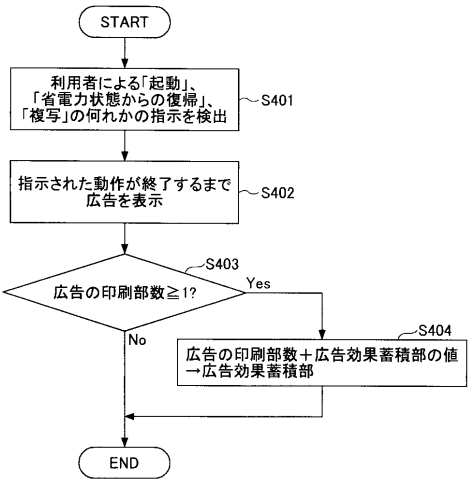 START
利用者による「起動」、
「省電力状態からの復帰」、
「複写」の何れかの指示を検出
S401
指示された動作が終了するまで
広告を表示
S402
S403
広告の印刷部数≧1?
Yes
No
S404
広告の印刷部数＋広告効果蓄積部の値
→広告効果蓄積部
END